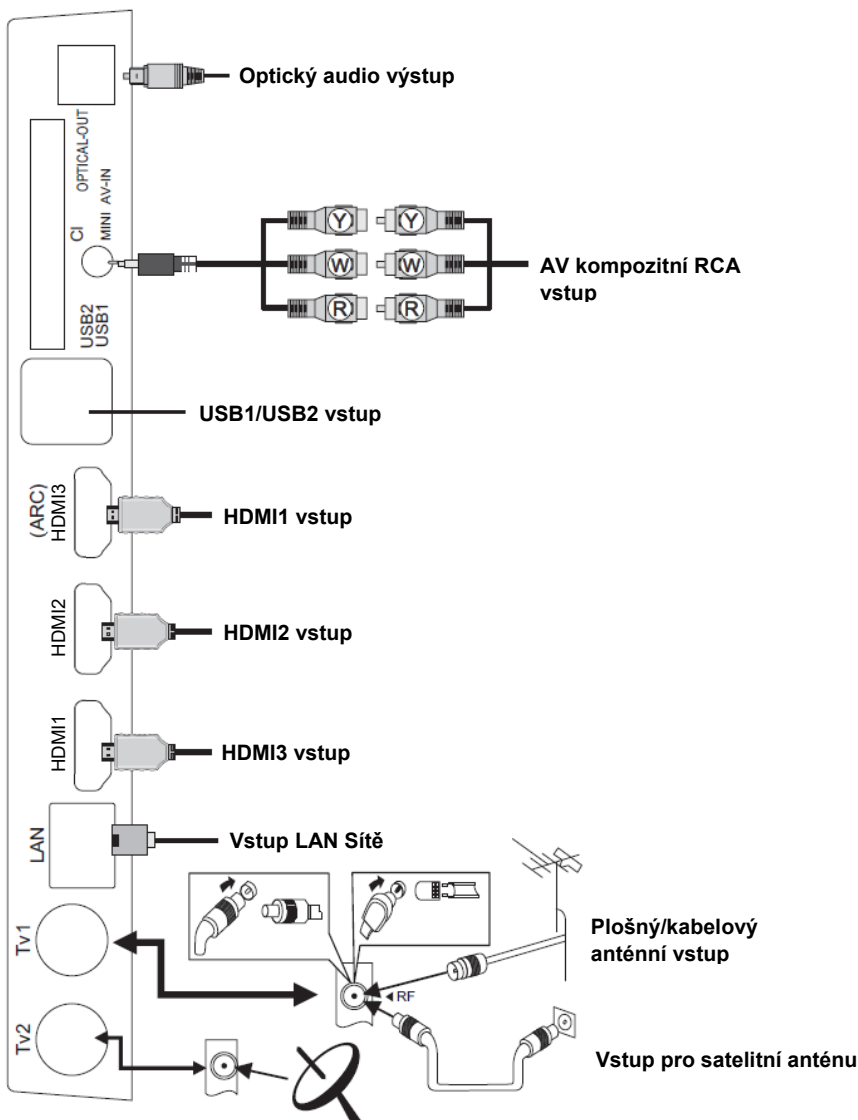 Optický audio výstup
OPTICAL-OUT
CI
MINI AV-IN
Y
Y
W
W
R
R
AV kompozitní RCA
vstup
USB2
USB1
USB1/USB2 vstup
(ARC)
HDMI3
HDMI1 vstup
HDMI2
HDMI2 vstup
HDMI1
HDMI3 vstup
LAN
Vstup LAN Sítě
Plošný/kabelový
anténní vstup
Tv1
RF
Tv2
Vstup pro satelitní anténu